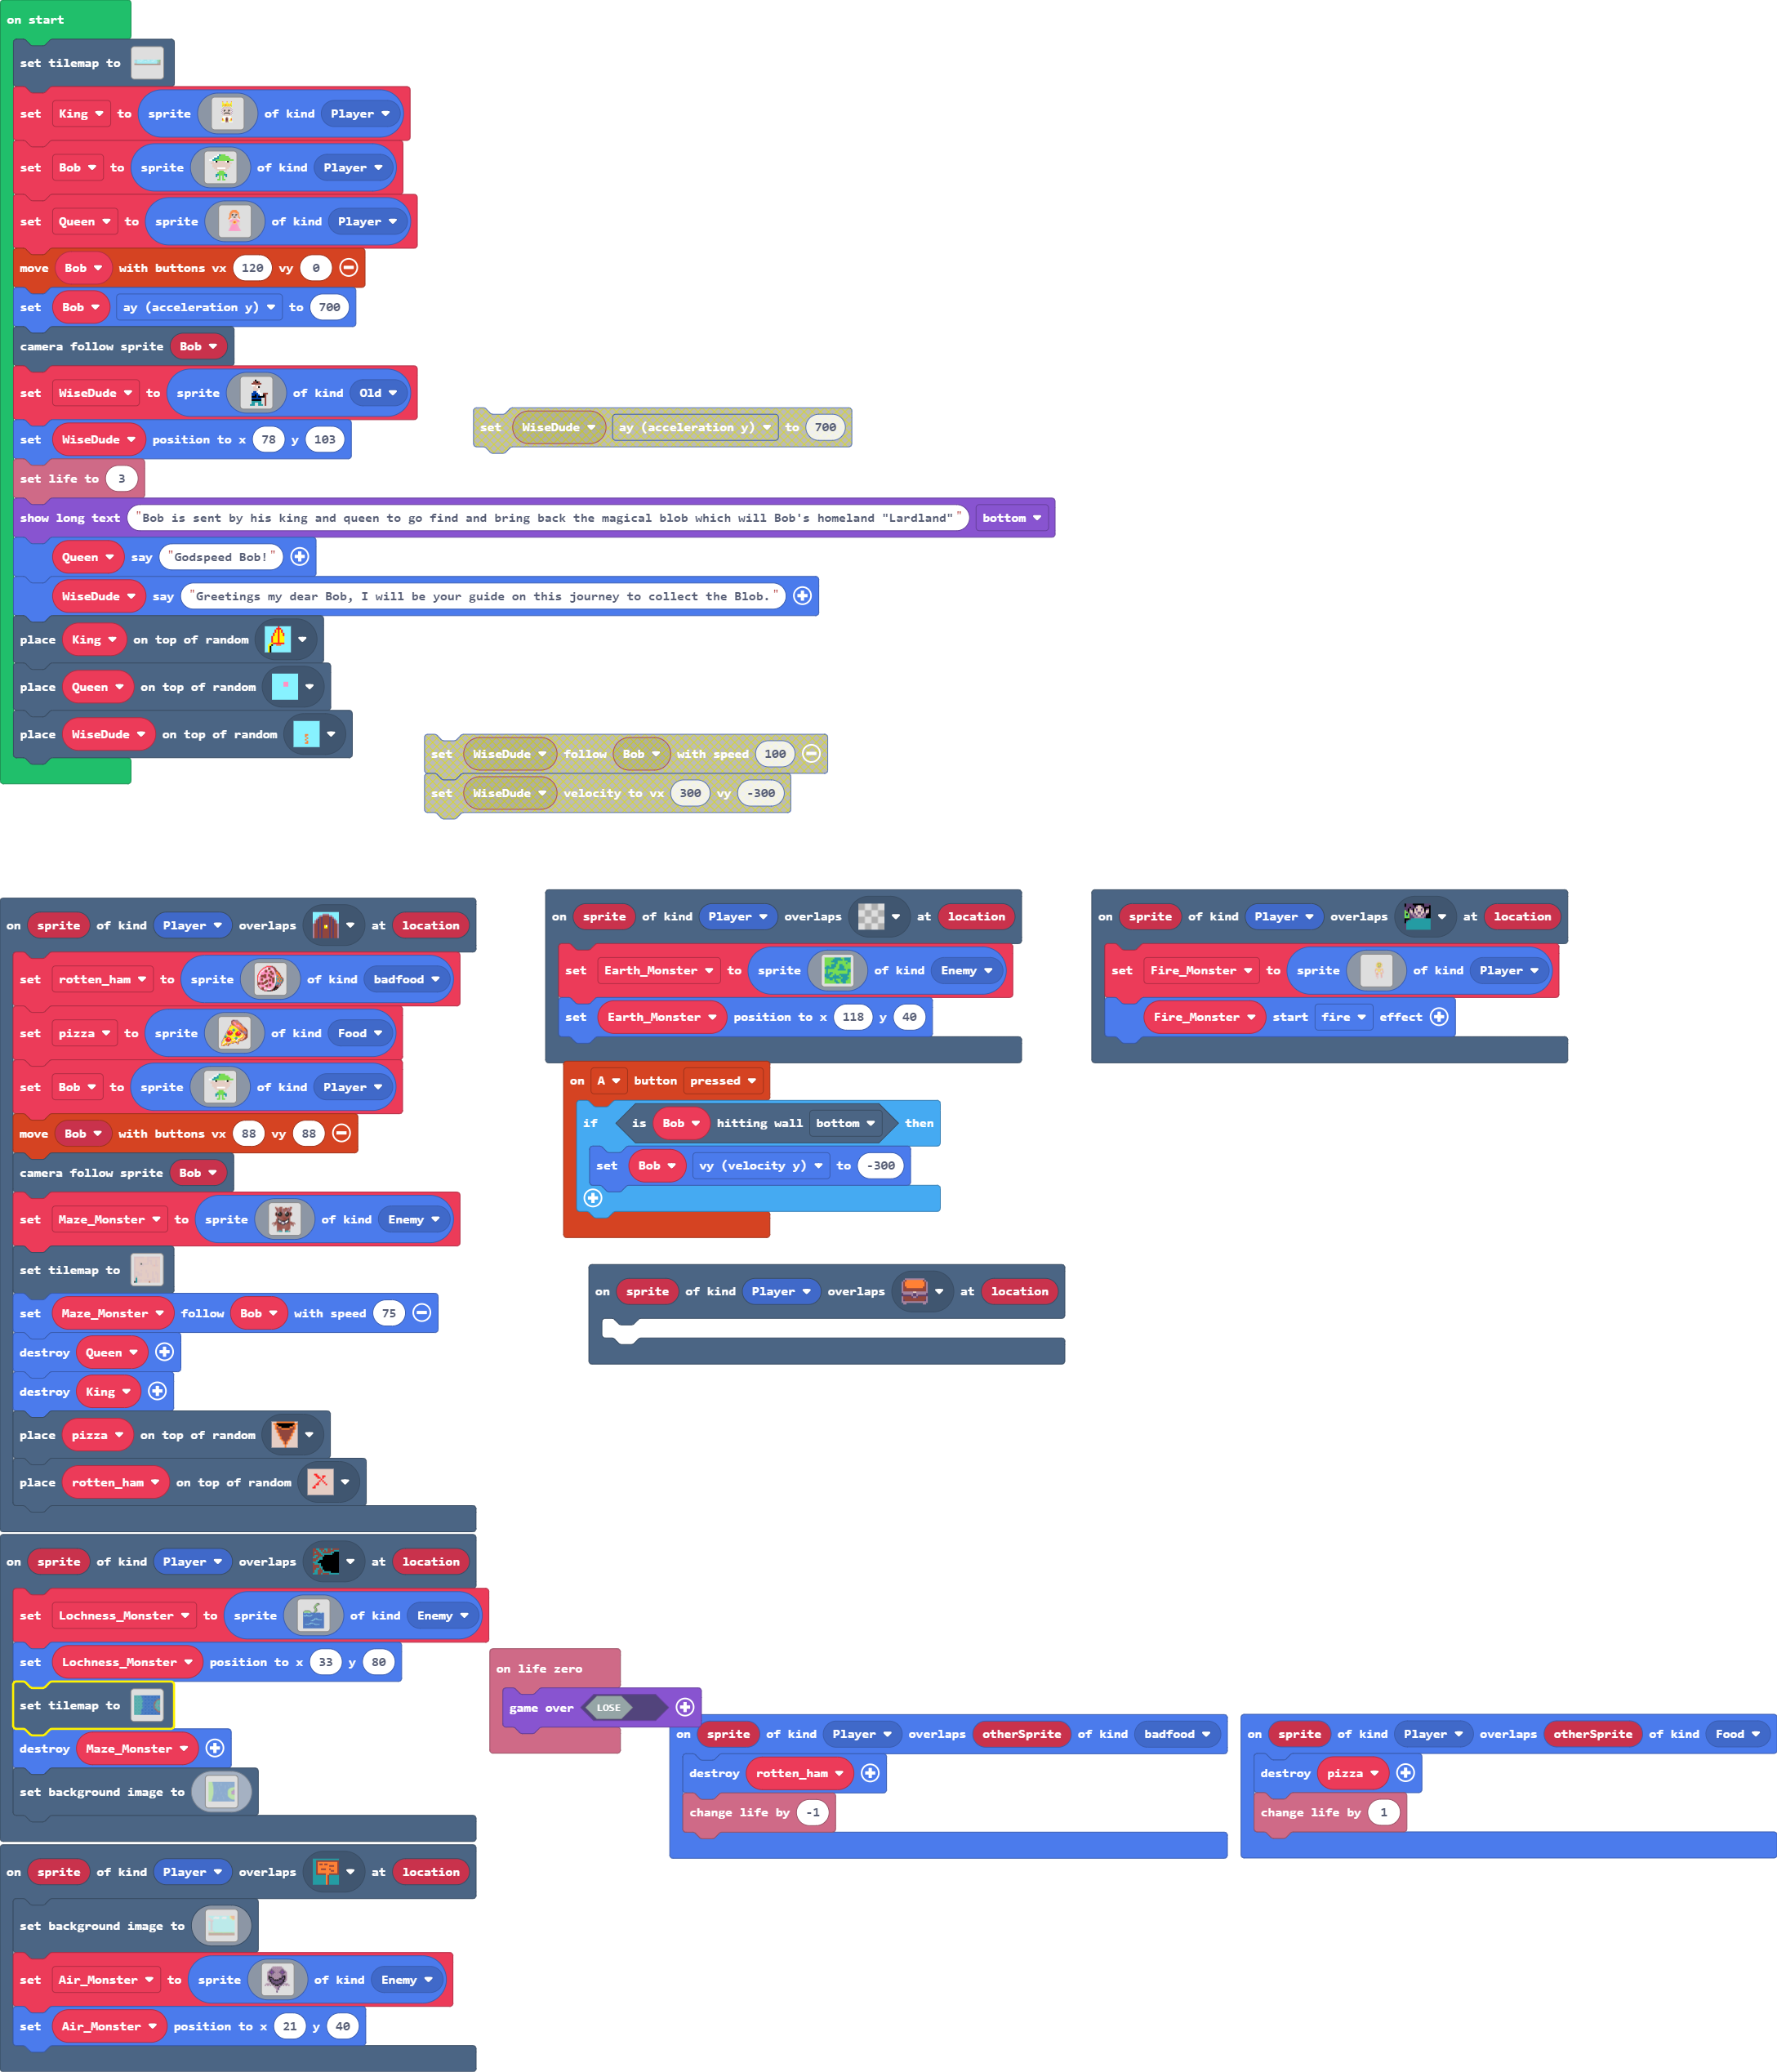 on start
set tilemap to
set King to sprite of kind Player
set Bob to sprite of kind Player
set Queen to sprite of kind Player
move Bob with buttons vx 120 vy 0
set Bob ay (acceleration y) to 700
camera follow sprite Bob
set WiseDude to sprite of kind Old
set WiseDude position to x 78 y 103
set WiseDude ay (acceleration y) to 700
set life to 3
show long text "Bob is sent by his king and queen to go find and bring back the magical blob which will Bob's homeland "Lardland"" bottom
Queen say "Godspeed Bob!"
WiseDude say "Greetings my dear Bob, I will be your guide on this journey to collect the Blob."
place King on top of random
place Queen on top of random
place WiseDude on top of random
set WiseDude follow Bob with speed 100
set WiseDude velocity to vx 300 vy -300
on sprite of kind Player overlaps at location
set rotten_ham to sprite of kind badfood
set pizza to sprite of kind Food
set Bob to sprite of kind Player
move Bob with buttons vx 88 vy 88
camera follow sprite Bob
set Maze_Monster to sprite of kind Enemy
set tilemap to
set Maze_Monster follow Bob with speed 75
destroy Queen
destroy King
place pizza on top of random
place rotten_ham on top of random
on sprite of kind Player overlaps at location
set Earth_Monster to sprite of kind Enemy
set Earth_Monster position to x 118 y 40
on sprite of kind Player overlaps at location
set Fire_Monster to sprite of kind Player
Fire_Monster start fire effect
on A button pressed
if is Bob hitting wall bottom then
set Bob vy (velocity y) to -300
on sprite of kind Player overlaps at location
on sprite of kind Player overlaps at location
set Lochness_Monster to sprite of kind Enemy
set Lochness_Monster position to x 33 y 80
set tilemap to
destroy Maze_Monster
set background image to
on life zero
game over LOSE
on sprite of kind Player overlaps otherSprite of kind badfood
destroy rotten_ham
change life by -1
on sprite of kind Player overlaps otherSprite of kind Food
destroy pizza
change life by 1
on sprite of kind Player overlaps at location
set background image to
set Air_Monster to sprite of kind Enemy
set Air_Monster position to x 21 y 40